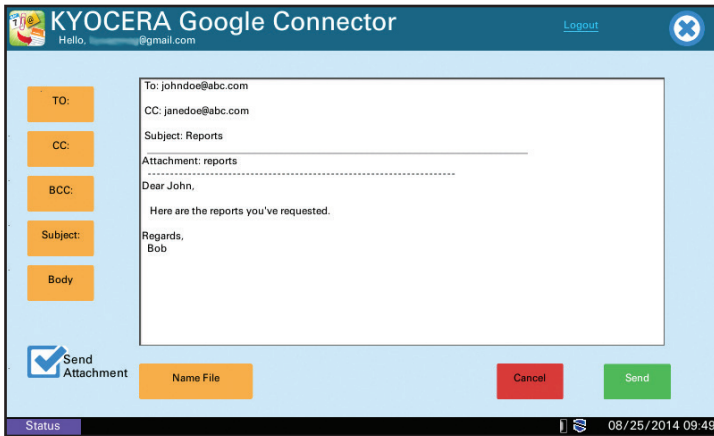 KYOCERA Google Connector
Logout
Hello, @gmail.com
TO:
CC:
BCC:
Subject:
Body
To: johndoe@abc.com
CC: janedoe@abc.com
Subject: Reports
Attachment: reports
Dear John,
Here are the reports you've requested.
Regards,
Bob
Send
Attachment
Name File
Cancel
Send
Status
08/25/2014 09:49